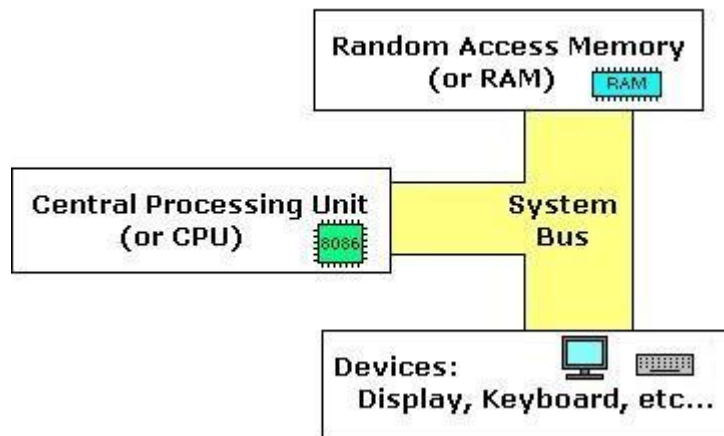 Random Access Memory
(or RAM)
RAM
Central Processing Unit
(or CPU)
8086
System
Bus
Devices:
Display, Keyboard, etc...